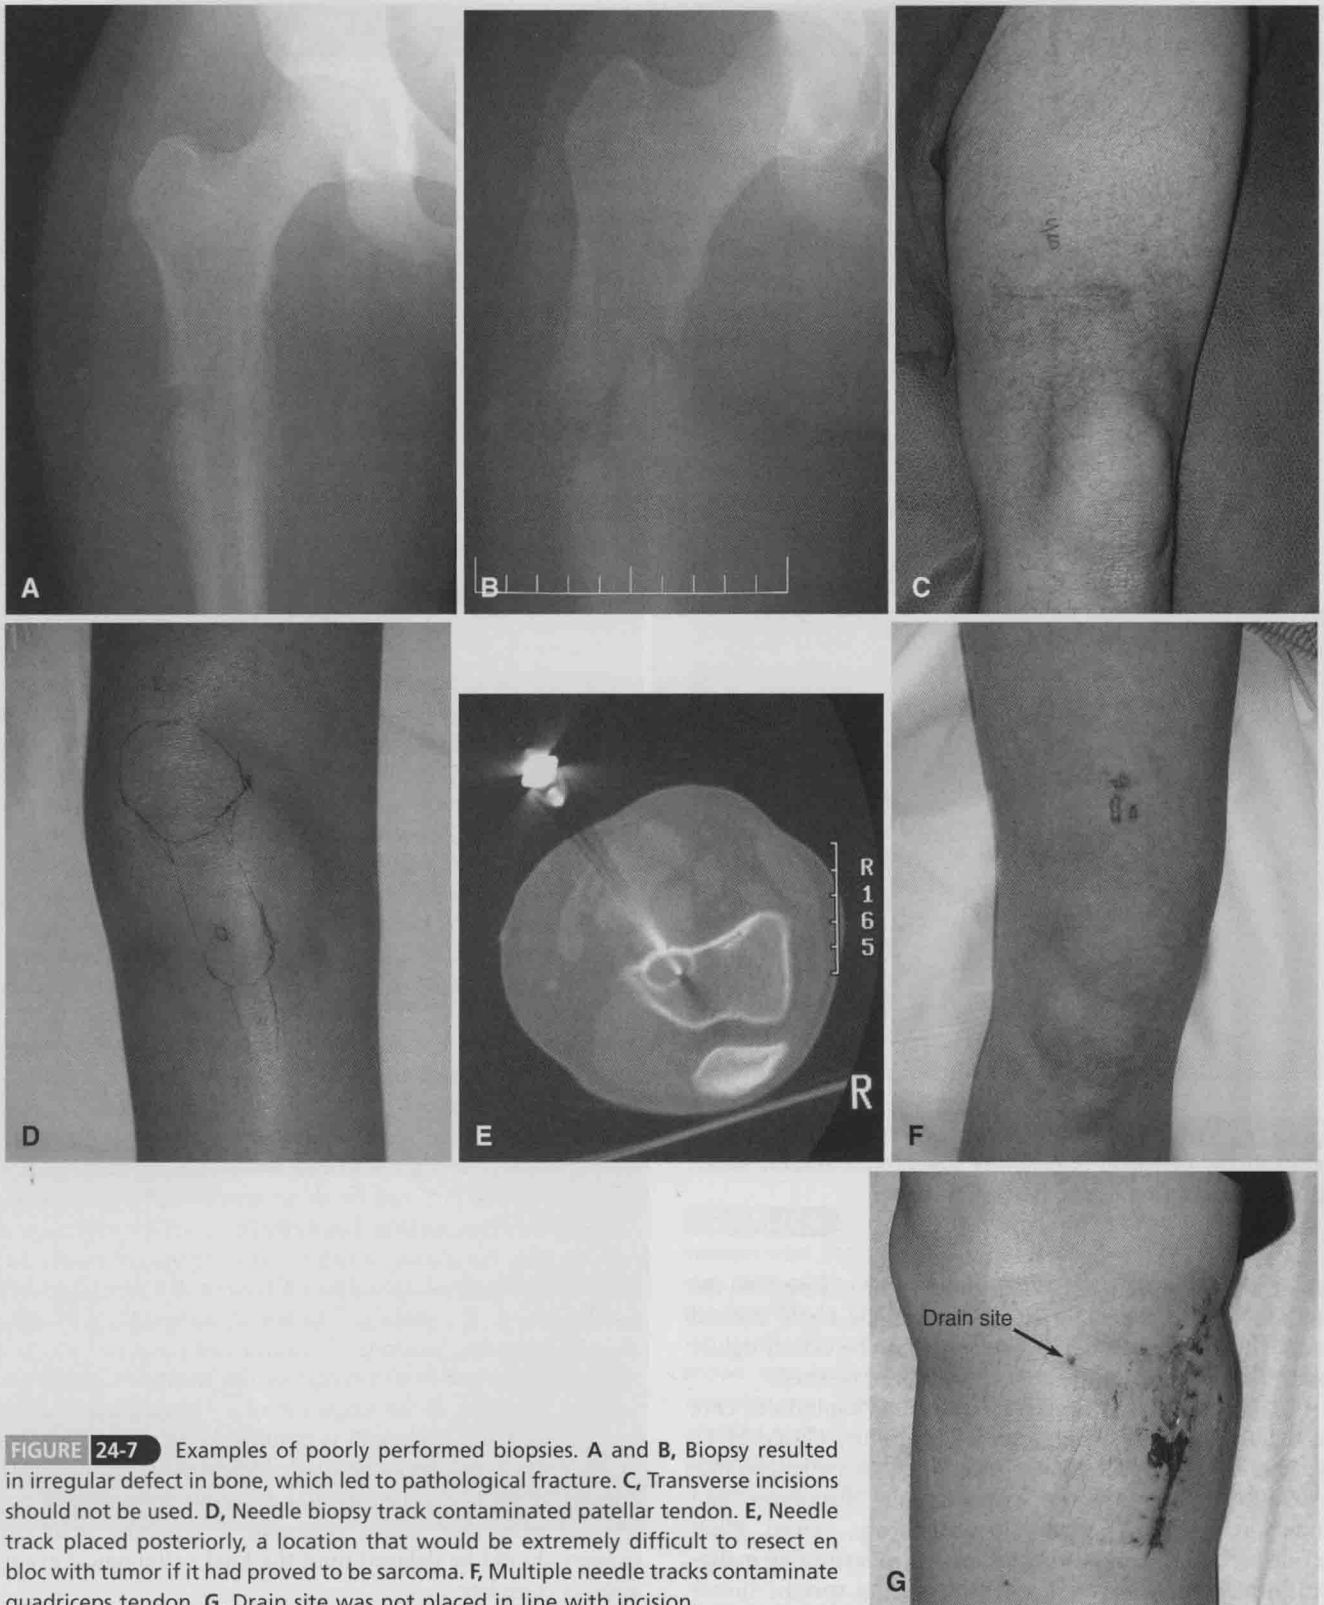 A
B
C
D
R
1
6
5
R
E
F
Drain site
G
FIGURE 24-7 Examples of poorly performed biopsies. A and B, Biopsy resulted
in irregular defect in bone, which led to pathological fracture. C, Transverse incisions
should not be used. D, Needle biopsy track contaminated patellar tendon. E, Needle
track placed posteriorly, a location that would be extremely difficult to resect en
bloc with tumor if it had proved to be sarcoma. F, Multiple needle tracks contaminate
quadriceps tendon. G, Drain site was not placed in line with incision.